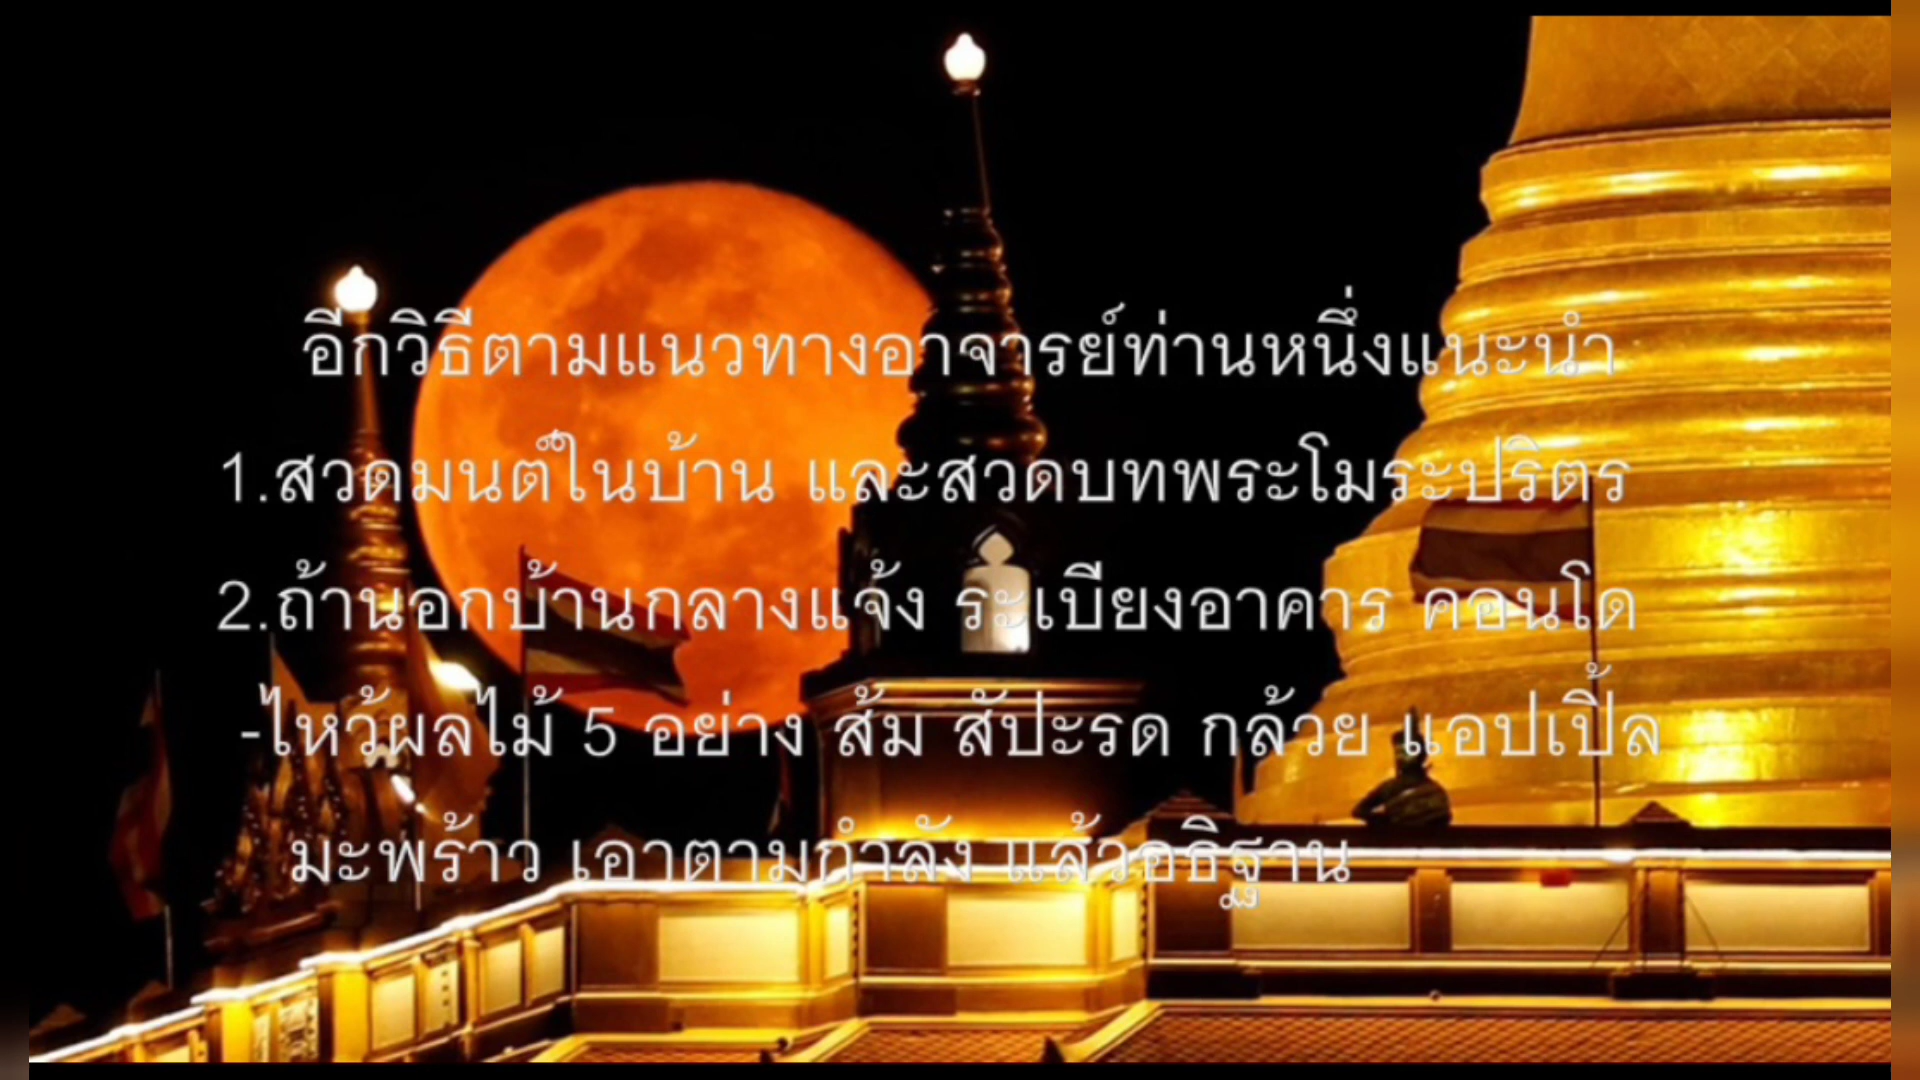 อีกวิธีตามแนวทางอาจารย์ท่านหนึ่งแนะนำ
1.สวดมนต์ในบ้าน และสวดบทพระโมระปริตร
2.ถ้านอกบ้านกลางแจ้ง ระเบียงอาคาร คอนโด
-ไหว้ผลไม้ 5 อย่าง ส้ม สัปะรด กล้วย แอปเปิ้ล
มะพร้าว เอาตามกำลัง แล้วอธิฐาน